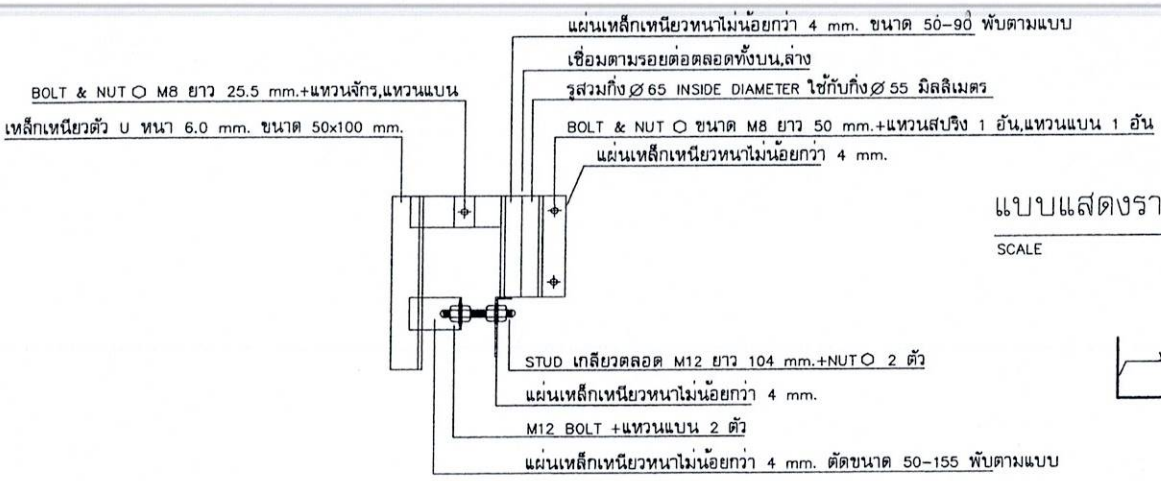 แผ่นเหล็กเหนียวหนาไม่น้อยกว่า 4 mm. ขนาด 50-90 พับตามแบบ
เชื่อมตามรอยต่อตลอดทั้งบน,ล่าง
BOLT & NUT ⬡ M8 ยาว 25.5 mm.+แหวนจักร,แหวนแบน
รูสวมกิ่ง Ø 65 INSIDE DIAMETER ใช้กับกิ่ง Ø 55 มิลลิเมตร
เหล็กเหนียวตัว U หนา 6.0 mm. ขนาด 50x100 mm.
BOLT & NUT ⬡ ขนาด M8 ยาว 50 mm.+แหวนสปริง 1 อัน,แหวนแบน 1 อัน
แผ่นเหล็กเหนียวหนาไม่น้อยกว่า 4 mm.
แบบแสดงรา
SCALE
STUD เกลียวตลอด M12 ยาว 104 mm.+NUT ⬡ 2 ตัว
แผ่นเหล็กเหนียวหนาไม่น้อยกว่า 4 mm.
M12 BOLT +แหวนแบน 2 ตัว
แผ่นเหล็กเหนียวหนาไม่น้อยกว่า 4 mm. ตัดขนาด 50-155 พับตามแบบ